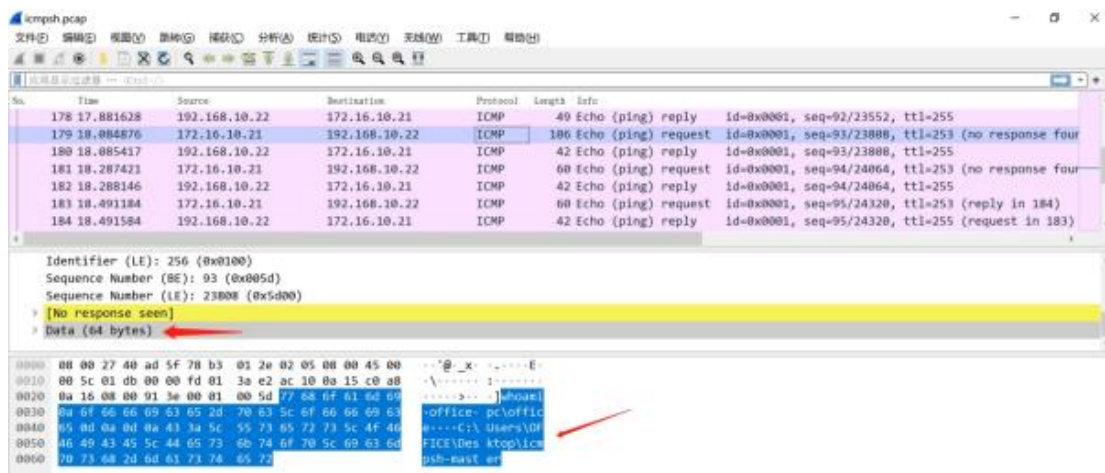 icmpsh.pcap
文件(F) 编辑(E) 视图(V) 跳转(G) 捕获(C) 分析(A) 统计(S) 电话(Y) 无线(W) 工具(T) 帮助(H)
No. Time Source Destination Protocol Length Info
178 17.881628 192.168.10.22 172.16.10.21 ICMP 49 Echo (ping) reply id=0x0001, seq=92/23552, ttl=255
179 18.084876 172.16.10.21 192.168.10.22 ICMP 106 Echo (ping) request id=0x0001, seq=93/23808, ttl=253 (no response four
180 18.085417 192.168.10.22 172.16.10.21 ICMP 42 Echo (ping) reply id=0x0001, seq=93/23808, ttl=255
181 18.287421 172.16.10.21 192.168.10.22 ICMP 60 Echo (ping) request id=0x0001, seq=94/24064, ttl=253 (no response four
182 18.288146 192.168.10.22 172.16.10.21 ICMP 42 Echo (ping) reply id=0x0001, seq=94/24064, ttl=255
183 18.491184 172.16.10.21 192.168.10.22 ICMP 60 Echo (ping) request id=0x0001, seq=95/24320, ttl=253 (reply in 184)
184 18.491584 192.168.10.22 172.16.10.21 ICMP 42 Echo (ping) reply id=0x0001, seq=95/24320, ttl=255 (request in 183)
Identifier (LE): 256 (0x0100)
Sequence Number (BE): 93 (0x005d)
Sequence Number (LE): 23808 (0x5d00)
[No response seen]
Data (64 bytes)
0000 08 00 27 40 ad 5f 78 b3 01 2e 02 05 08 00 45 00 ··'@·_x· ·.····E·
0010 00 5c 01 db 00 00 fd 01 3a e2 ac 10 0a 15 c0 a8 ·\······ :·······
0020 0a 16 08 00 91 3e 00 01 00 5d 77 68 6f 61 6d 69 ·····>·· ·]whoami
0030 0a 6f 66 66 69 63 65 2d 70 63 5c 6f 66 66 69 63 ·office- pc\offic
0040 65 0d 0a 0d 0a 43 3a 5c 55 73 65 72 73 5c 4f 46 e····C:\ Users\OF
0050 46 49 43 45 5c 44 65 73 6b 74 6f 70 5c 69 63 6d FICE\Des ktop\icm
0060 70 73 68 2d 6d 61 73 74 65 72 psh-mast er